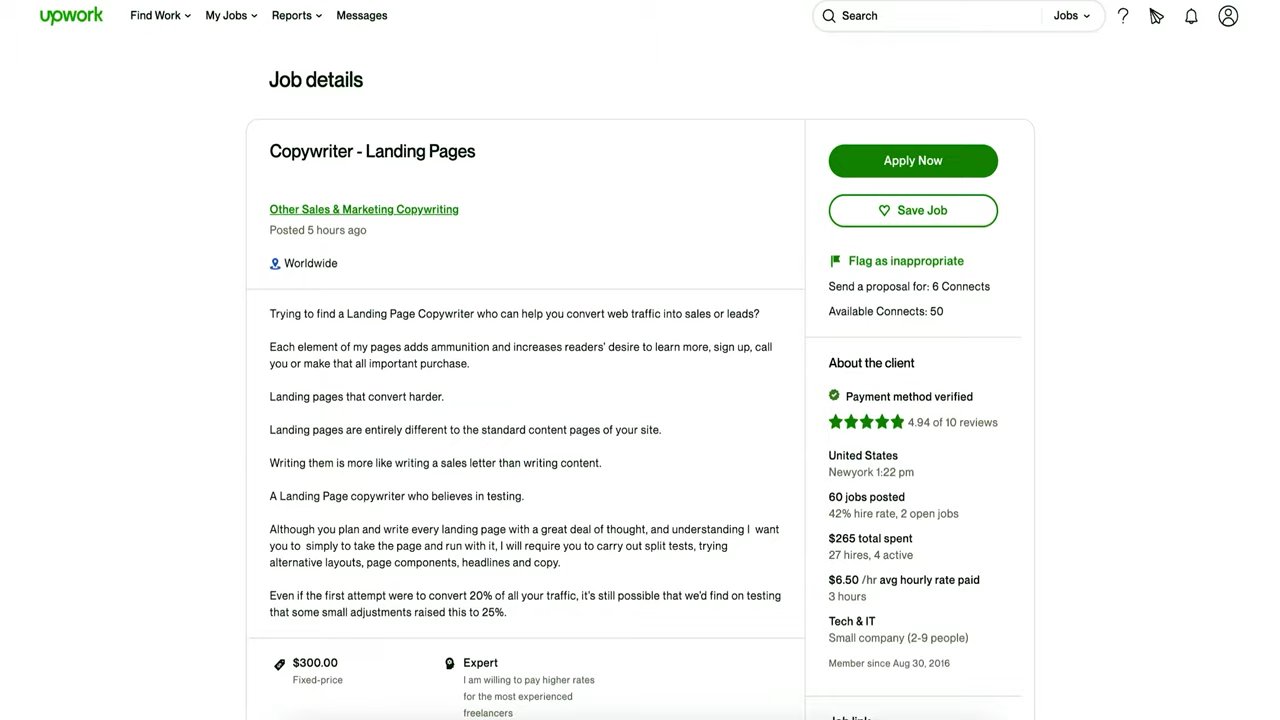 upwork Find Work My Jobs Reports Messages Search Jobs ?
Job details
Copywriter - Landing Pages
Other Sales & Marketing Copywriting
Posted 5 hours ago
Worldwide
Trying to find a Landing Page Copywriter who can help you convert web traffic into sales or leads?
Each element of my pages adds ammunition and increases readers' desire to learn more, sign up, call
you or make that all important purchase.
Landing pages that convert harder.
Landing pages are entirely different to the standard content pages of your site.
Writing them is more like writing a sales letter than writing content.
A Landing Page copywriter who believes in testing.
Although you plan and write every landing page with a great deal of thought, and understanding I want
you to simply to take the page and run with it, I will require you to carry out split tests, trying
alternative layouts, page components, headlines and copy.
Even if the first attempt were to convert 20% of all your traffic, it's still possible that we'd find on testing
that some small adjustments raised this to 25%.
$300.00
Fixed-price
Expert
I am willing to pay higher rates
for the most experienced
freelancers
Apply Now
Save Job
Flag as inappropriate
Send a proposal for: 6 Connects
Available Connects: 50
About the client
Payment method verified
4.94 of 10 reviews
United States
Newyork 1:22 pm
60 jobs posted
42% hire rate, 2 open jobs
$265 total spent
27 hires, 4 active
$6.50 /hr avg hourly rate paid
3 hours
Tech & IT
Small company (2-9 people)
Member since Aug 30, 2016
Job link